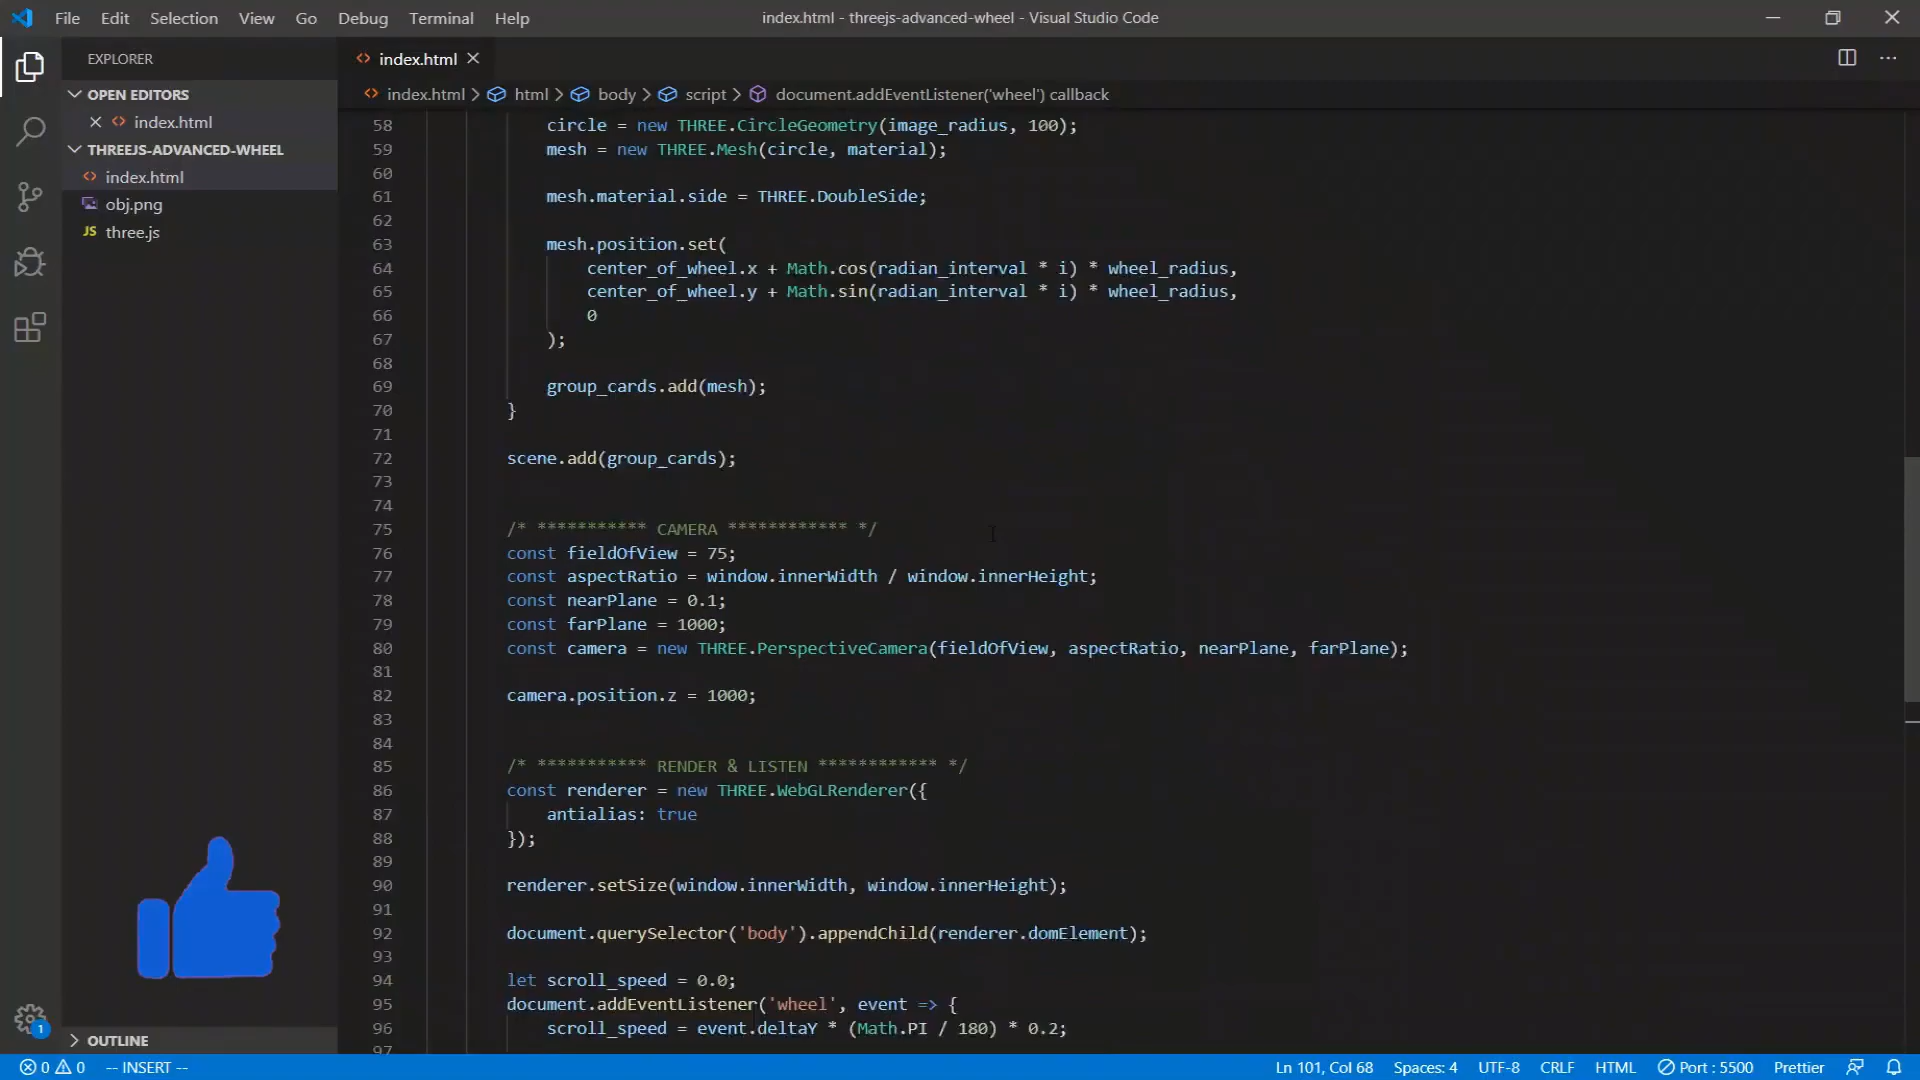 File Edit Selection View Go Debug Terminal Help
index.html - threejs-advanced-wheel - Visual Studio Code
EXPLORER
OPEN EDITORS
index.html
THREEJS-ADVANCED-WHEEL
index.html
obj.png
JS three.js
OUTLINE
1
index.html
index.html > html > body > script > document.addEventListener('wheel') callback
58 circle = new THREE.CircleGeometry(image_radius, 100);
59 mesh = new THREE.Mesh(circle, material);
60
61 mesh.material.side = THREE.DoubleSide;
62
63 mesh.position.set(
64 center_of_wheel.x + Math.cos(radian_interval * i) * wheel_radius,
65 center_of_wheel.y + Math.sin(radian_interval * i) * wheel_radius,
66 0
67 );
68
69 group_cards.add(mesh);
70 }
71
72 scene.add(group_cards);
73
74
75 /* *********** CAMERA ************ */
76 const fieldOfView = 75;
77 const aspectRatio = window.innerWidth / window.innerHeight;
78 const nearPlane = 0.1;
79 const farPlane = 1000;
80 const camera = new THREE.PerspectiveCamera(fieldOfView, aspectRatio, nearPlane, farPlane);
81
82 camera.position.z = 1000;
83
84
85 /* *********** RENDER & LISTEN ************ */
86 const renderer = new THREE.WebGLRenderer({
87 antialias: true
88 });
89
90 renderer.setSize(window.innerWidth, window.innerHeight);
91
92 document.querySelector('body').appendChild(renderer.domElement);
93
94 let scroll_speed = 0.0;
95 document.addEventListener('wheel', event => {
96 scroll_speed = event.deltaY * (Math.PI / 180) * 0.2;
97
0 0 -- INSERT -- Ln 101, Col 68 Spaces: 4 UTF-8 CRLF HTML Port : 5500 Prettier